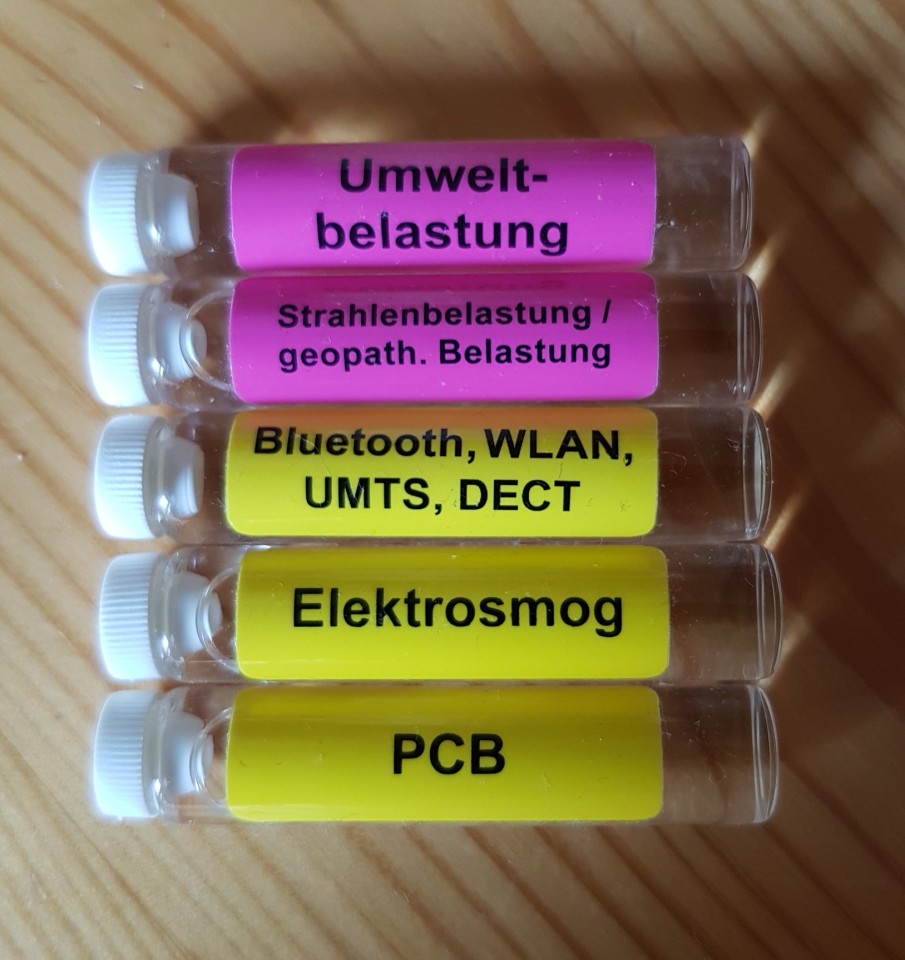 Umwelt-
belastung
Strahlenbelastung /
geopath. Belastung
Bluetooth, WLAN,
UMTS, DECT
Elektrosmog
PCB